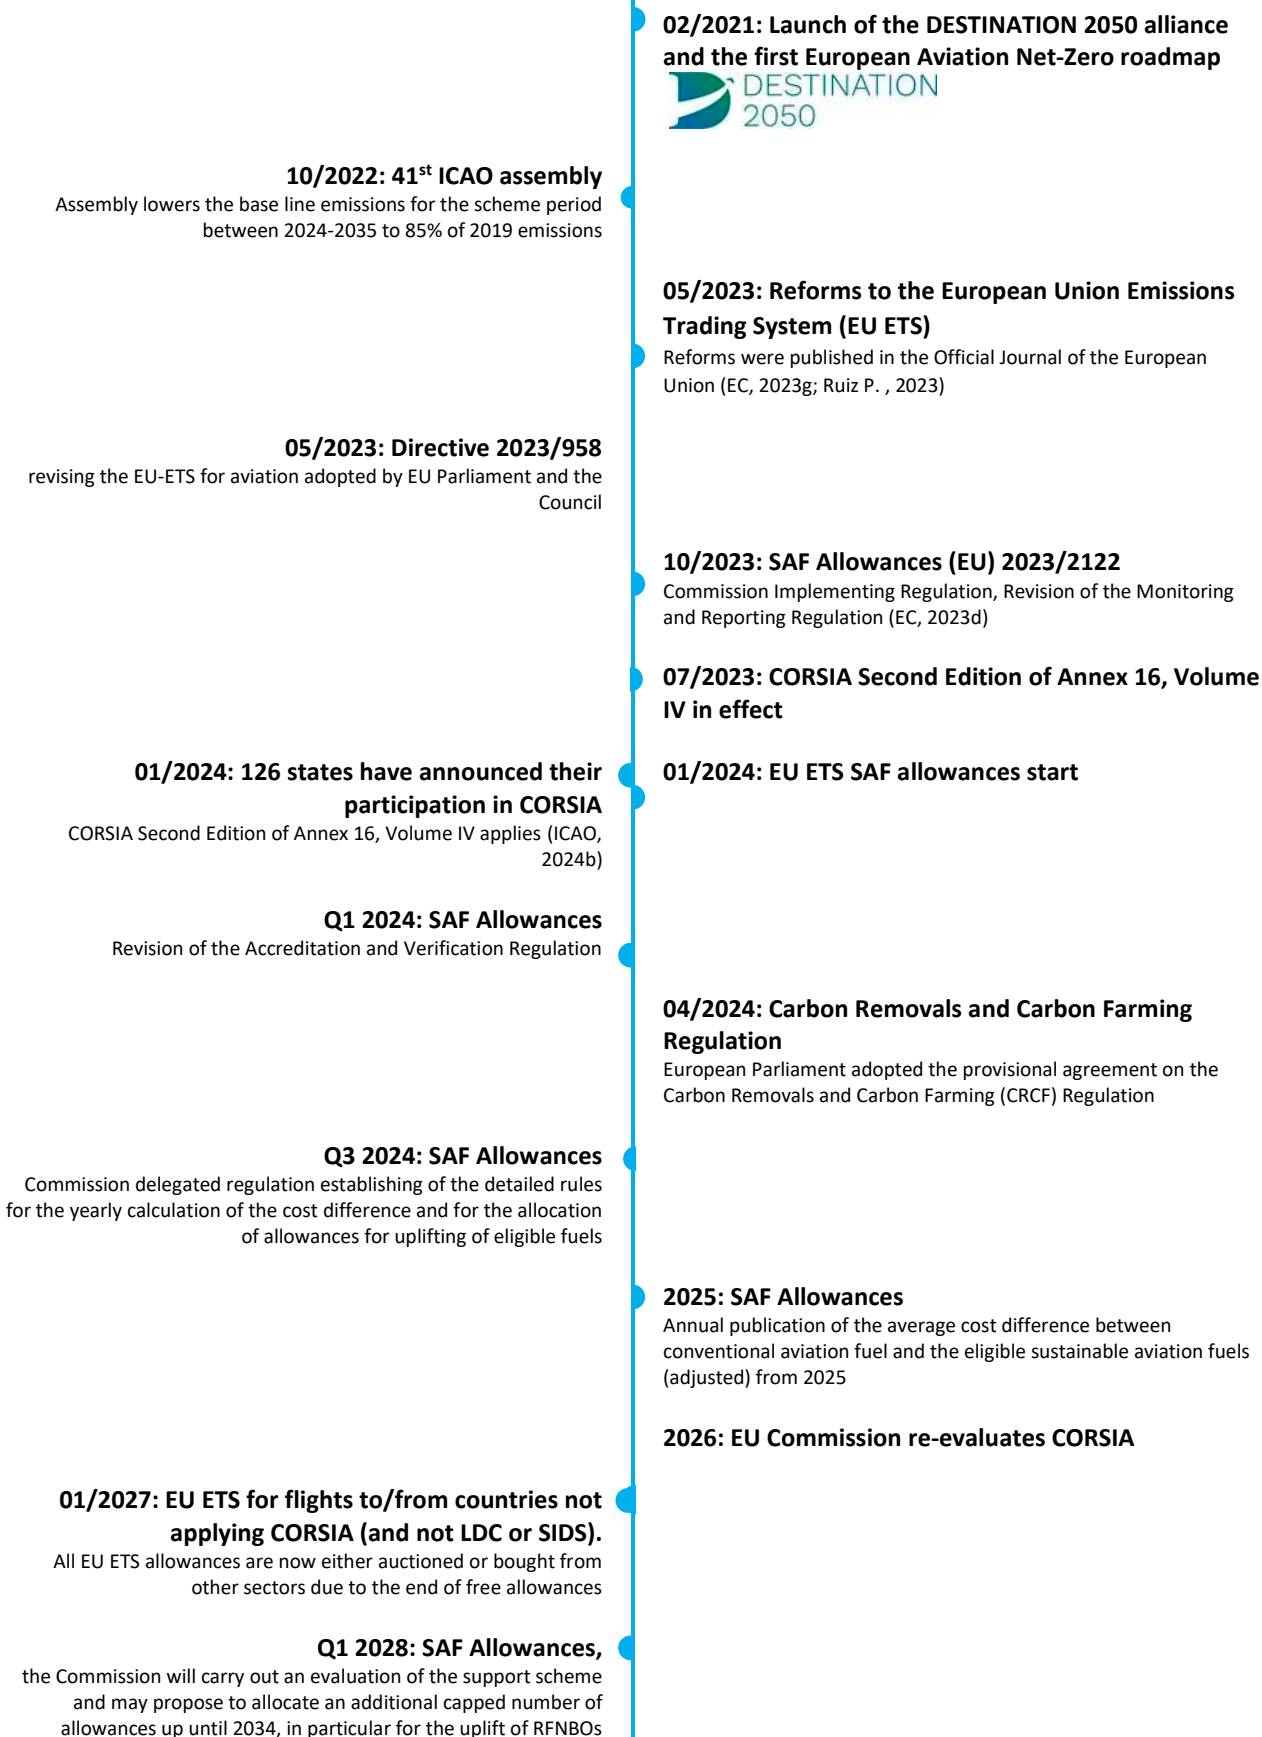 02/2021: Launch of the DESTINATION 2050 alliance
and the first European Aviation Net-Zero roadmap
DESTINATION
2050
10/2022: 41st ICAO assembly
Assembly lowers the base line emissions for the scheme period
between 2024-2035 to 85% of 2019 emissions
05/2023: Reforms to the European Union Emissions
Trading System (EU ETS)
Reforms were published in the Official Journal of the European
Union (EC, 2023g; Ruiz P. , 2023)
05/2023: Directive 2023/958
revising the EU-ETS for aviation adopted by EU Parliament and the
Council
10/2023: SAF Allowances (EU) 2023/2122
Commission Implementing Regulation, Revision of the Monitoring
and Reporting Regulation (EC, 2023d)
07/2023: CORSIA Second Edition of Annex 16, Volume
IV in effect
01/2024: 126 states have announced their
participation in CORSIA
CORSIA Second Edition of Annex 16, Volume IV applies (ICAO,
2024b)
01/2024: EU ETS SAF allowances start
Q1 2024: SAF Allowances
Revision of the Accreditation and Verification Regulation
04/2024: Carbon Removals and Carbon Farming
Regulation
European Parliament adopted the provisional agreement on the
Carbon Removals and Carbon Farming (CRCF) Regulation
Q3 2024: SAF Allowances
Commission delegated regulation establishing of the detailed rules
for the yearly calculation of the cost difference and for the allocation
of allowances for uplifting of eligible fuels
2025: SAF Allowances
Annual publication of the average cost difference between
conventional aviation fuel and the eligible sustainable aviation fuels
(adjusted) from 2025
2026: EU Commission re-evaluates CORSIA
01/2027: EU ETS for flights to/from countries not
applying CORSIA (and not LDC or SIDS).
All EU ETS allowances are now either auctioned or bought from
other sectors due to the end of free allowances
Q1 2028: SAF Allowances,
the Commission will carry out an evaluation of the support scheme
and may propose to allocate an additional capped number of
allowances up until 2034, in particular for the uplift of RFNBOs